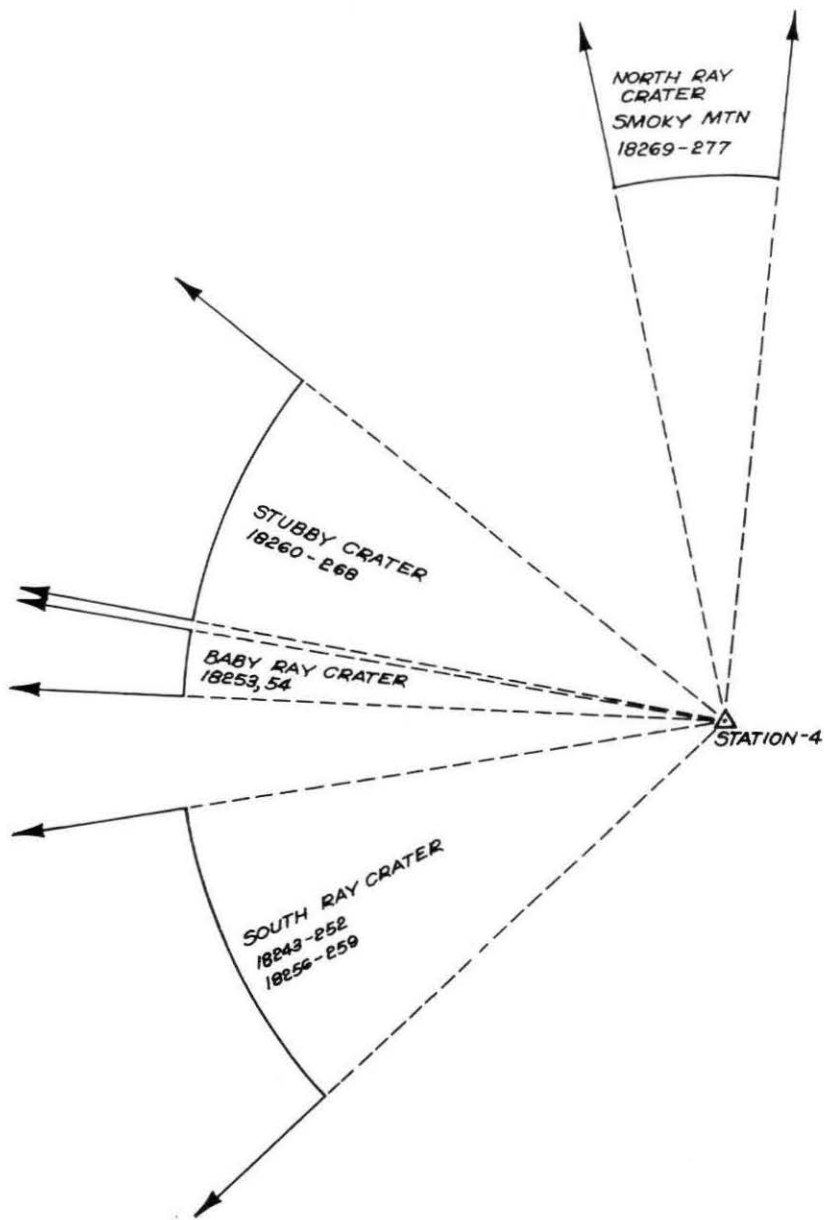 NORTH RAY
CRATER
SMOKY MTN
18269-277
STUBBY CRATER
18260-268
BABY RAY CRATER
18253,54
STATION-4
SOUTH RAY CRATER
18243-252
18256-259